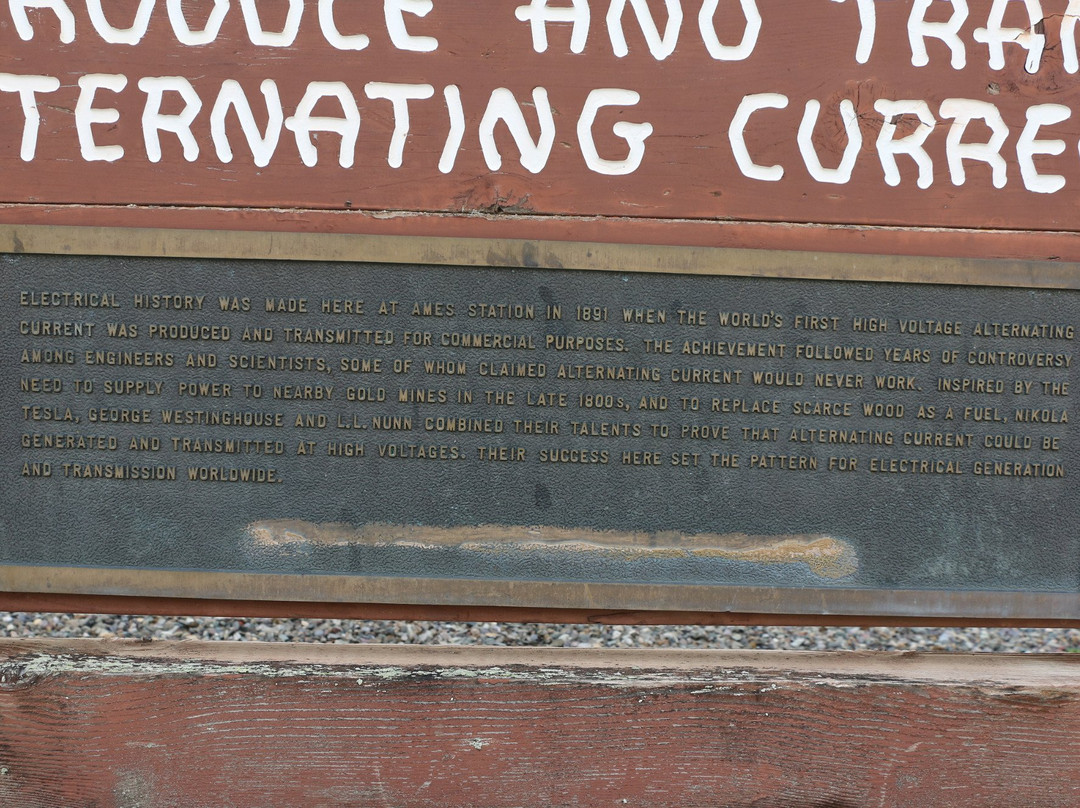 AND
TERNATING CURRE
ELECTRICAL HISTORY WAS MADE HERE AT AMES STATION IN 1891 WHEN THE WORLD'S FIRST HIGH VOLTAGE ALTERNATING
CURRENT WAS PRODUCED AND TRANSMITTED FOR COMMERCIAL PURPOSES. THE ACHIEVEMENT FOLLOWED YEARS OF CONTROVERSY
AMONG ENGINEERS AND SCIENTISTS, SOME OF WHOM CLAIMED ALTERNATING CURRENT WOULD NEVER WORK. INSPIRED BY THE
NEED TO SUPPLY POWER TO NEARBY GOLD MINES IN THE LATE 1800s, AND TO REPLACE SCARCE WOOD AS A FUEL, NIKOLA
TESLA, GEORGE WESTINGHOUSE AND L.L. NUNN COMBINED THEIR TALENTS TO PROVE THAT ALTERNATING CURRENT COULD BE
GENERATED AND TRANSMITTED AT HIGH VOLTAGES. THEIR SUCCESS HERE SET THE PATTERN FOR ELECTRICAL GENERATION
AND TRANSMISSION WORLDWIDE.